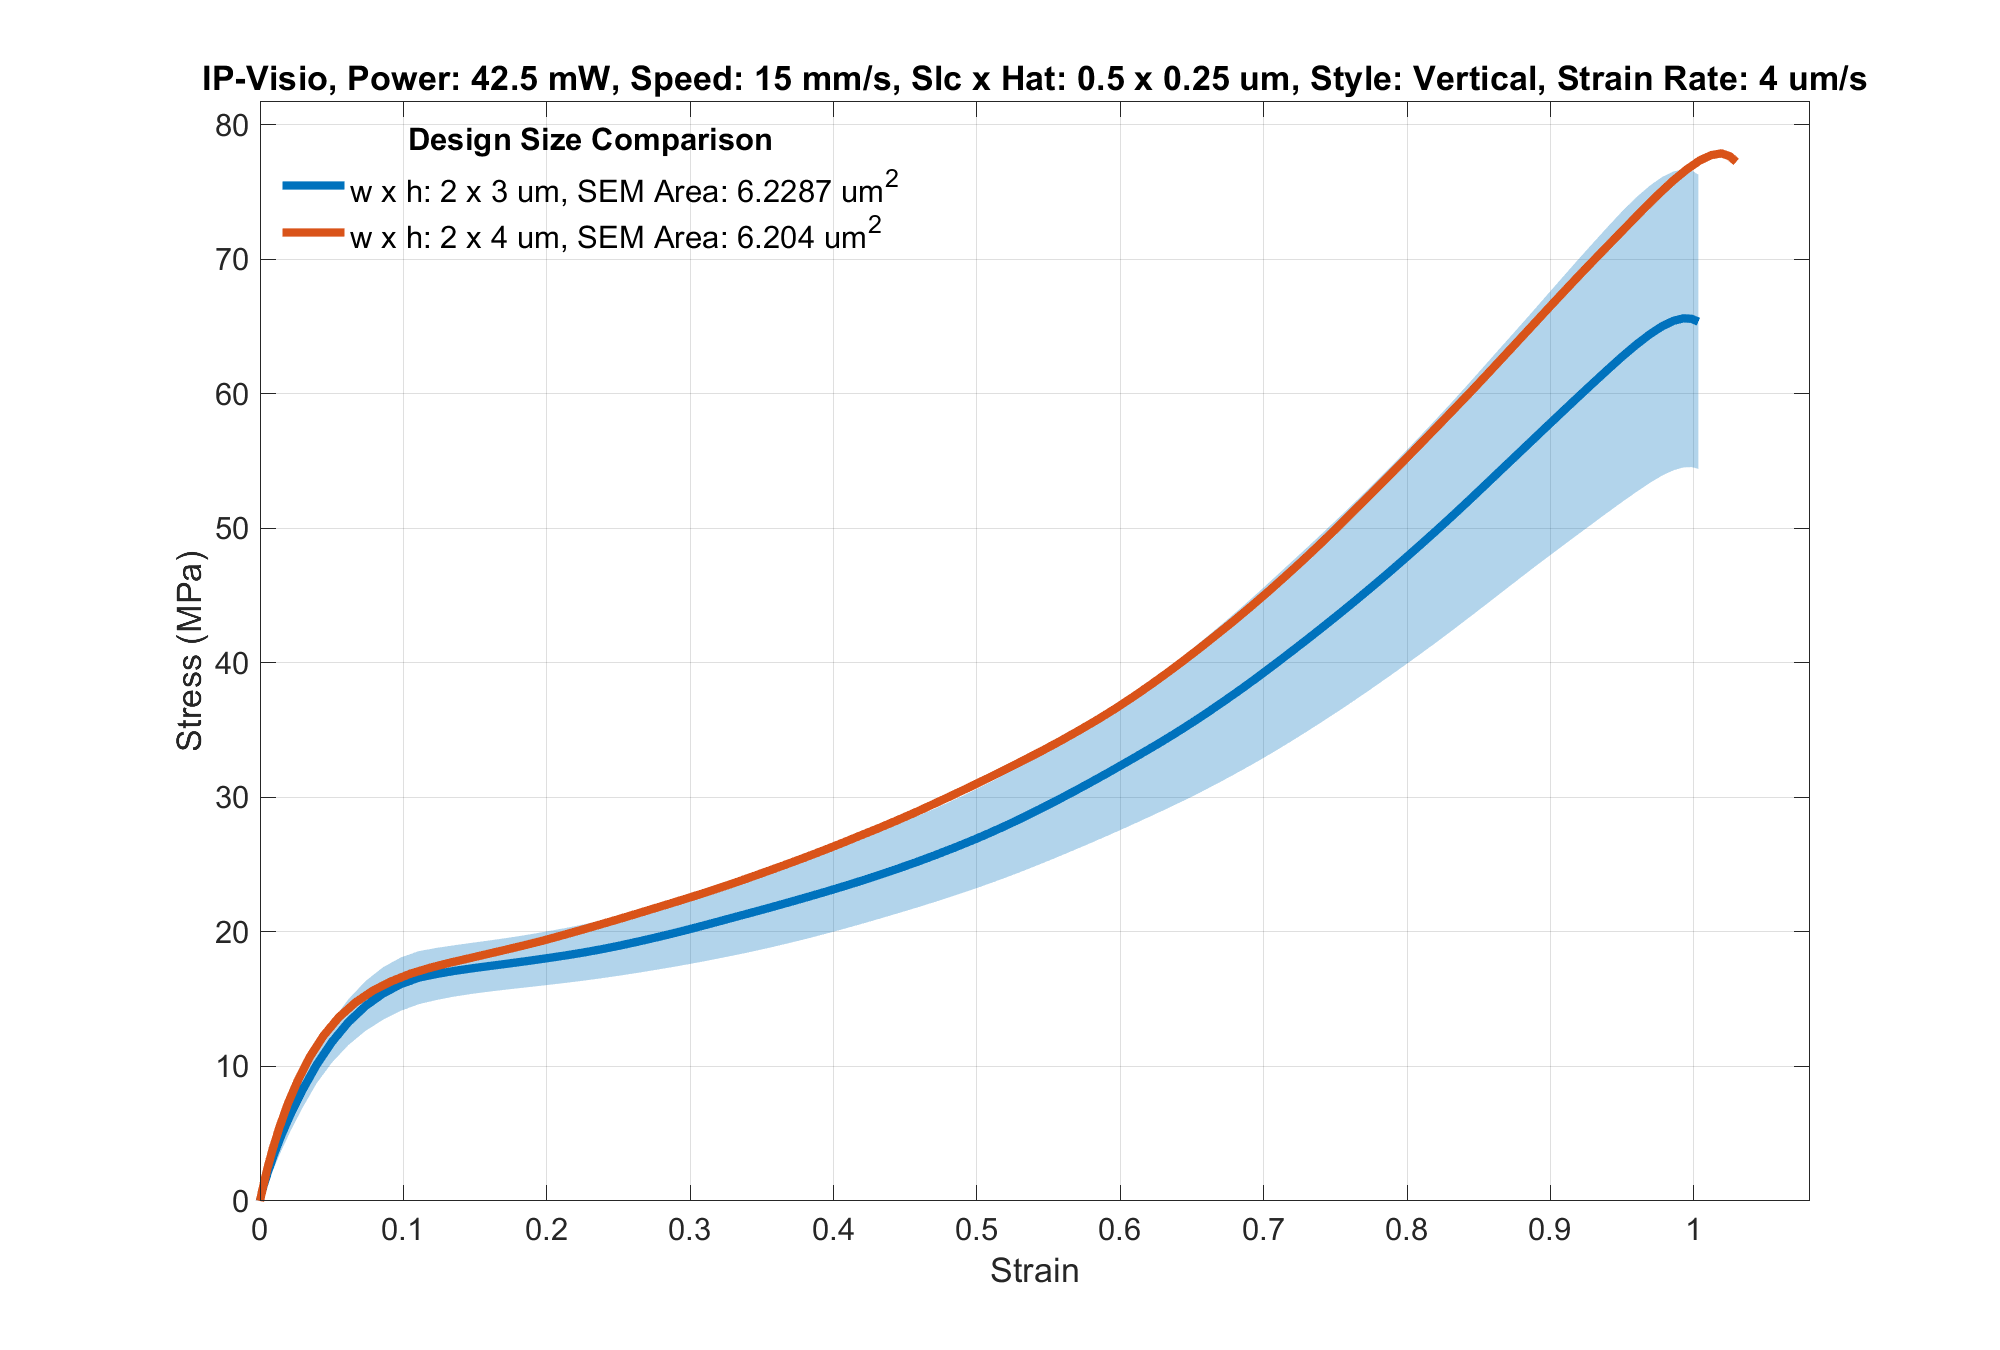 IP-Visio, Power: 42.5 mW, Speed: 15 mm/s, Slc x Hat: 0.5 x 0.25 um, Style: Vertical, Strain Rate: 4 um/s
Design Size Comparison
w x h: 2 x 3 um, SEM Area: 6.2287 um²
w x h: 2 x 4 um, SEM Area: 6.204 um²
80
70
60
50
40
30
20
10
0
Stress (MPa)
0 0.1 0.2 0.3 0.4 0.5 0.6 0.7 0.8 0.9 1
Strain